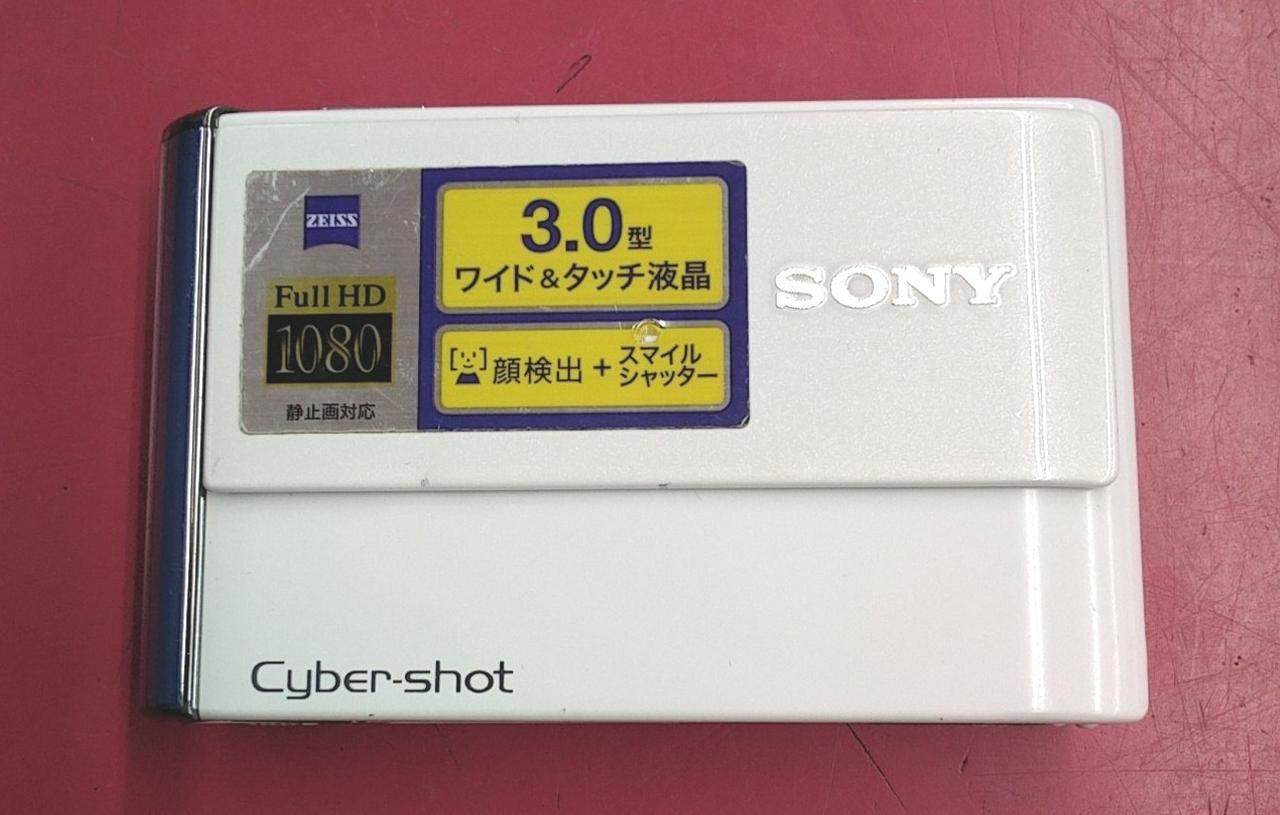 ZEISS
Full HD
1080
静止画対応
3.0型
ワイド&タッチ液晶
顔検出 + スマイル
シャッター
SONY
Cyber-shot